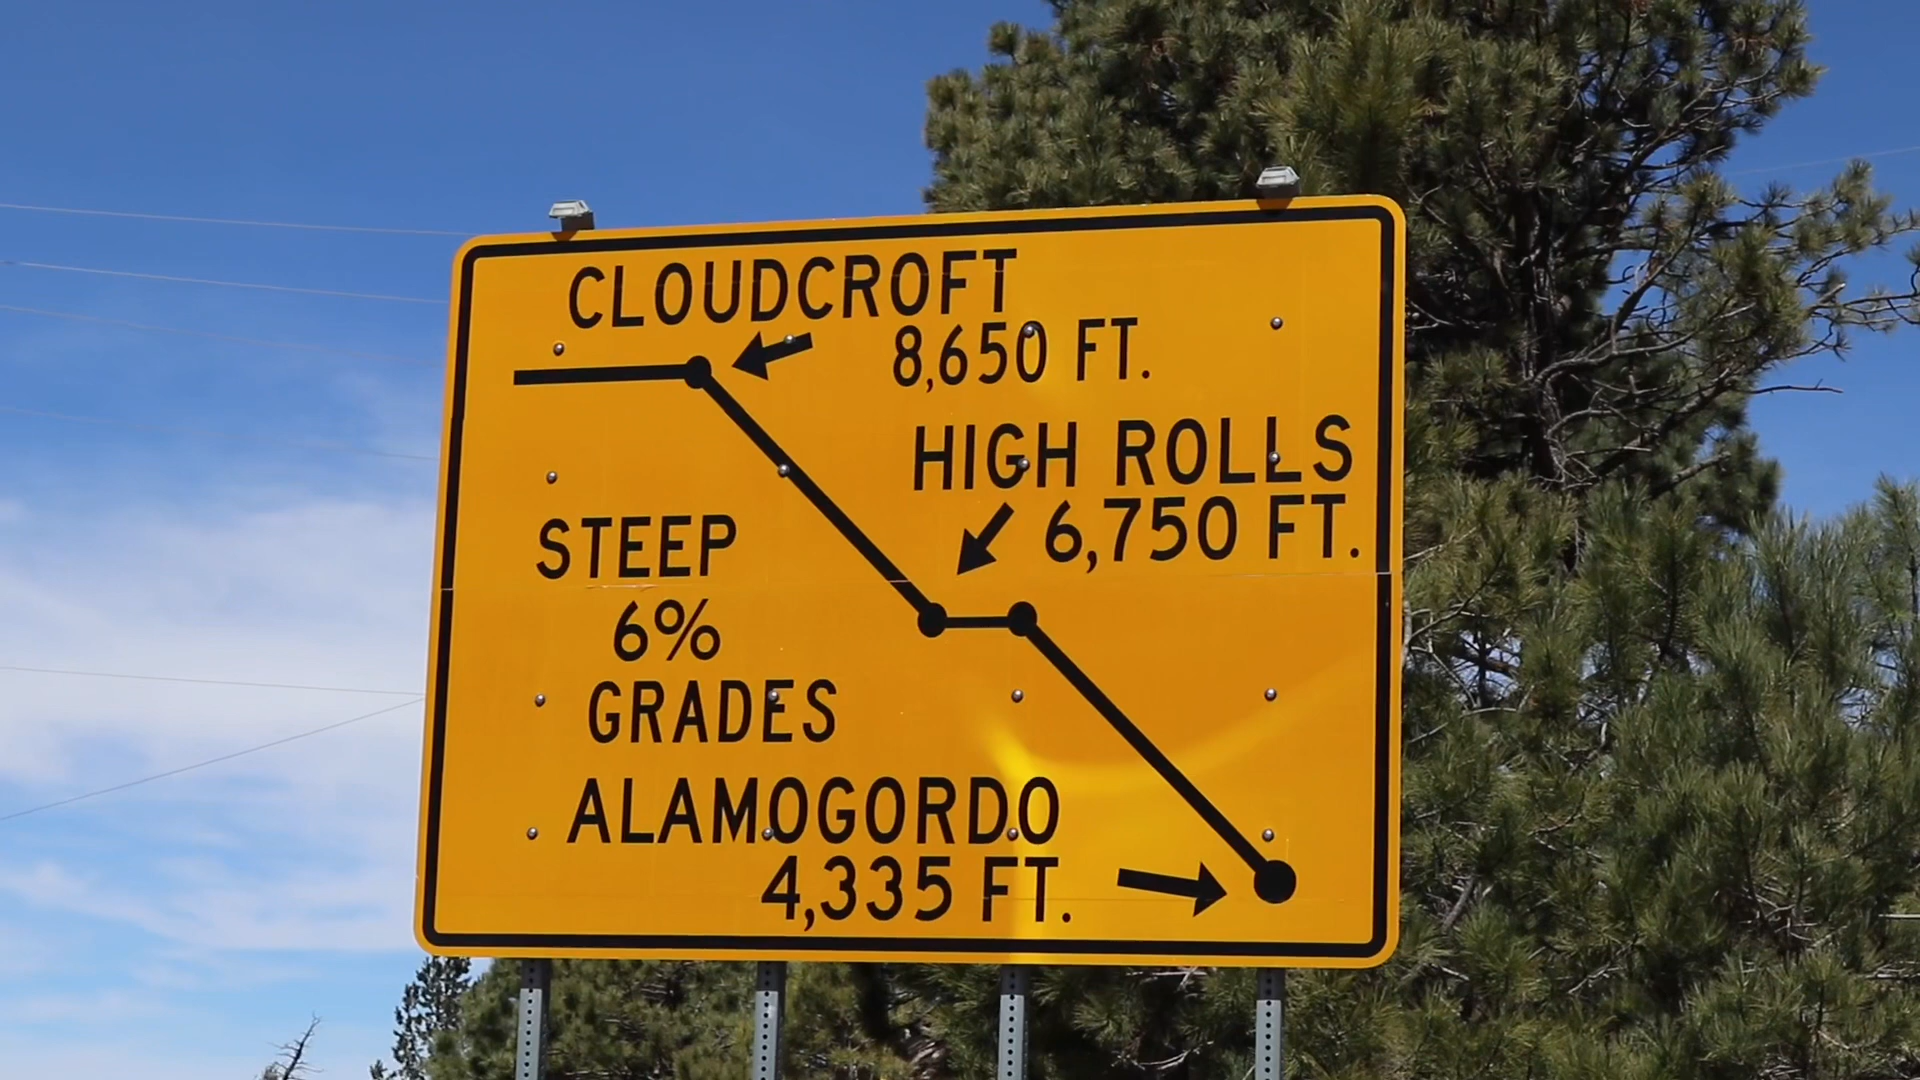 CLOUDCROFT
8,650 FT.
HIGH ROLLS
6,750 FT.
STEEP
6%
GRADES
ALAMOGORDO
4,335 FT.